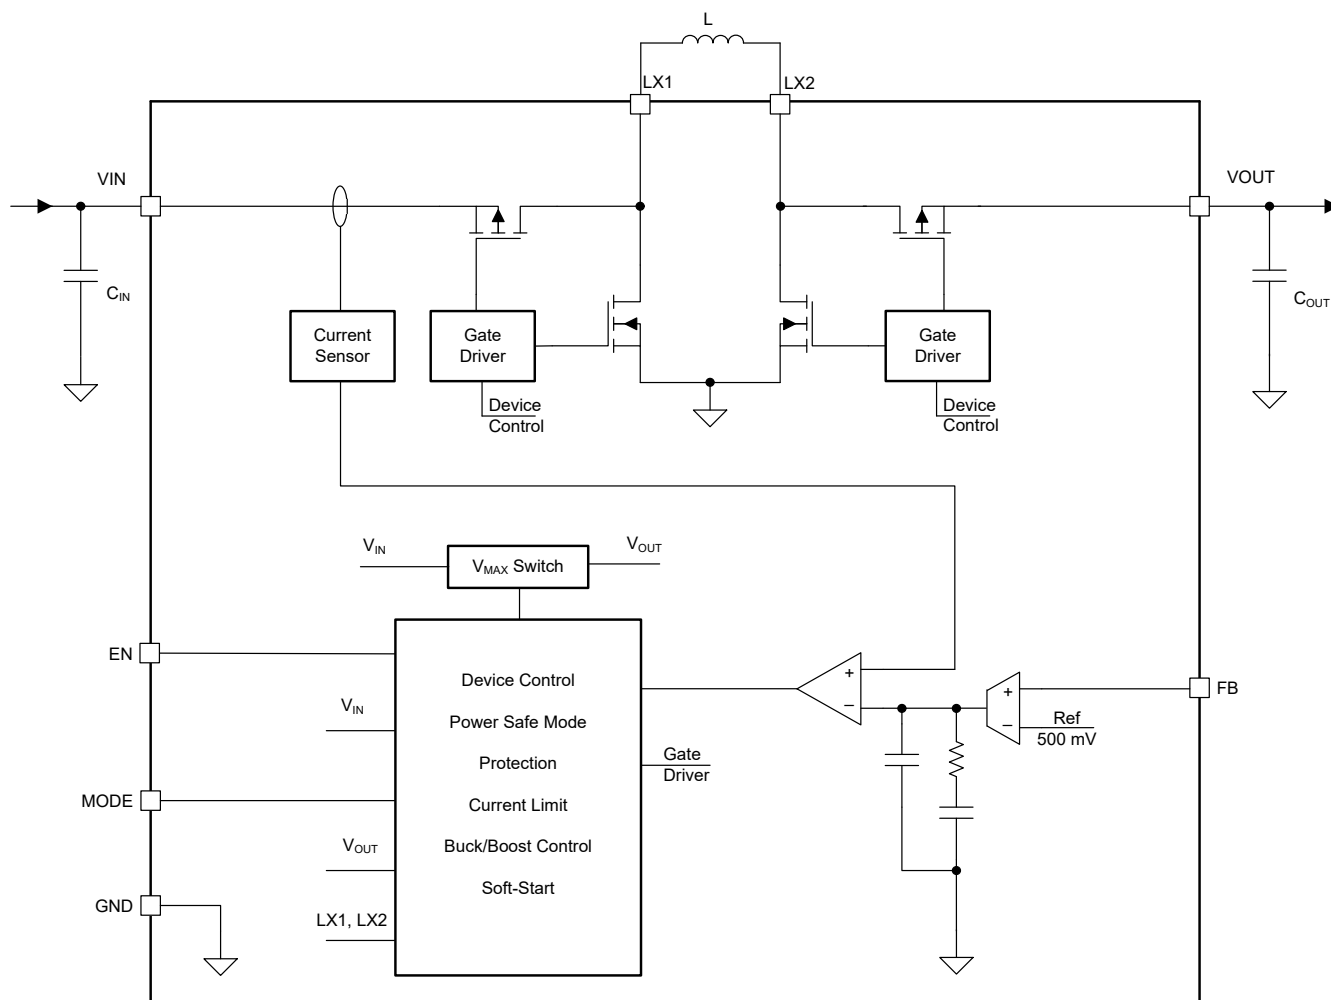 L
LX1
LX2
VIN
VOUT
CIN
COUT
Current
Sensor
Gate
Driver
Gate
Driver
Device
Control
Device
Control
VIN
VOUT
VMAX Switch
EN
Device Control
+
−
FB
+
−
Ref
500 mV
VIN
Power Safe Mode
Protection
Gate
Driver
MODE
Current Limit
VOUT
Buck/Boost Control
Soft-Start
GND
LX1, LX2